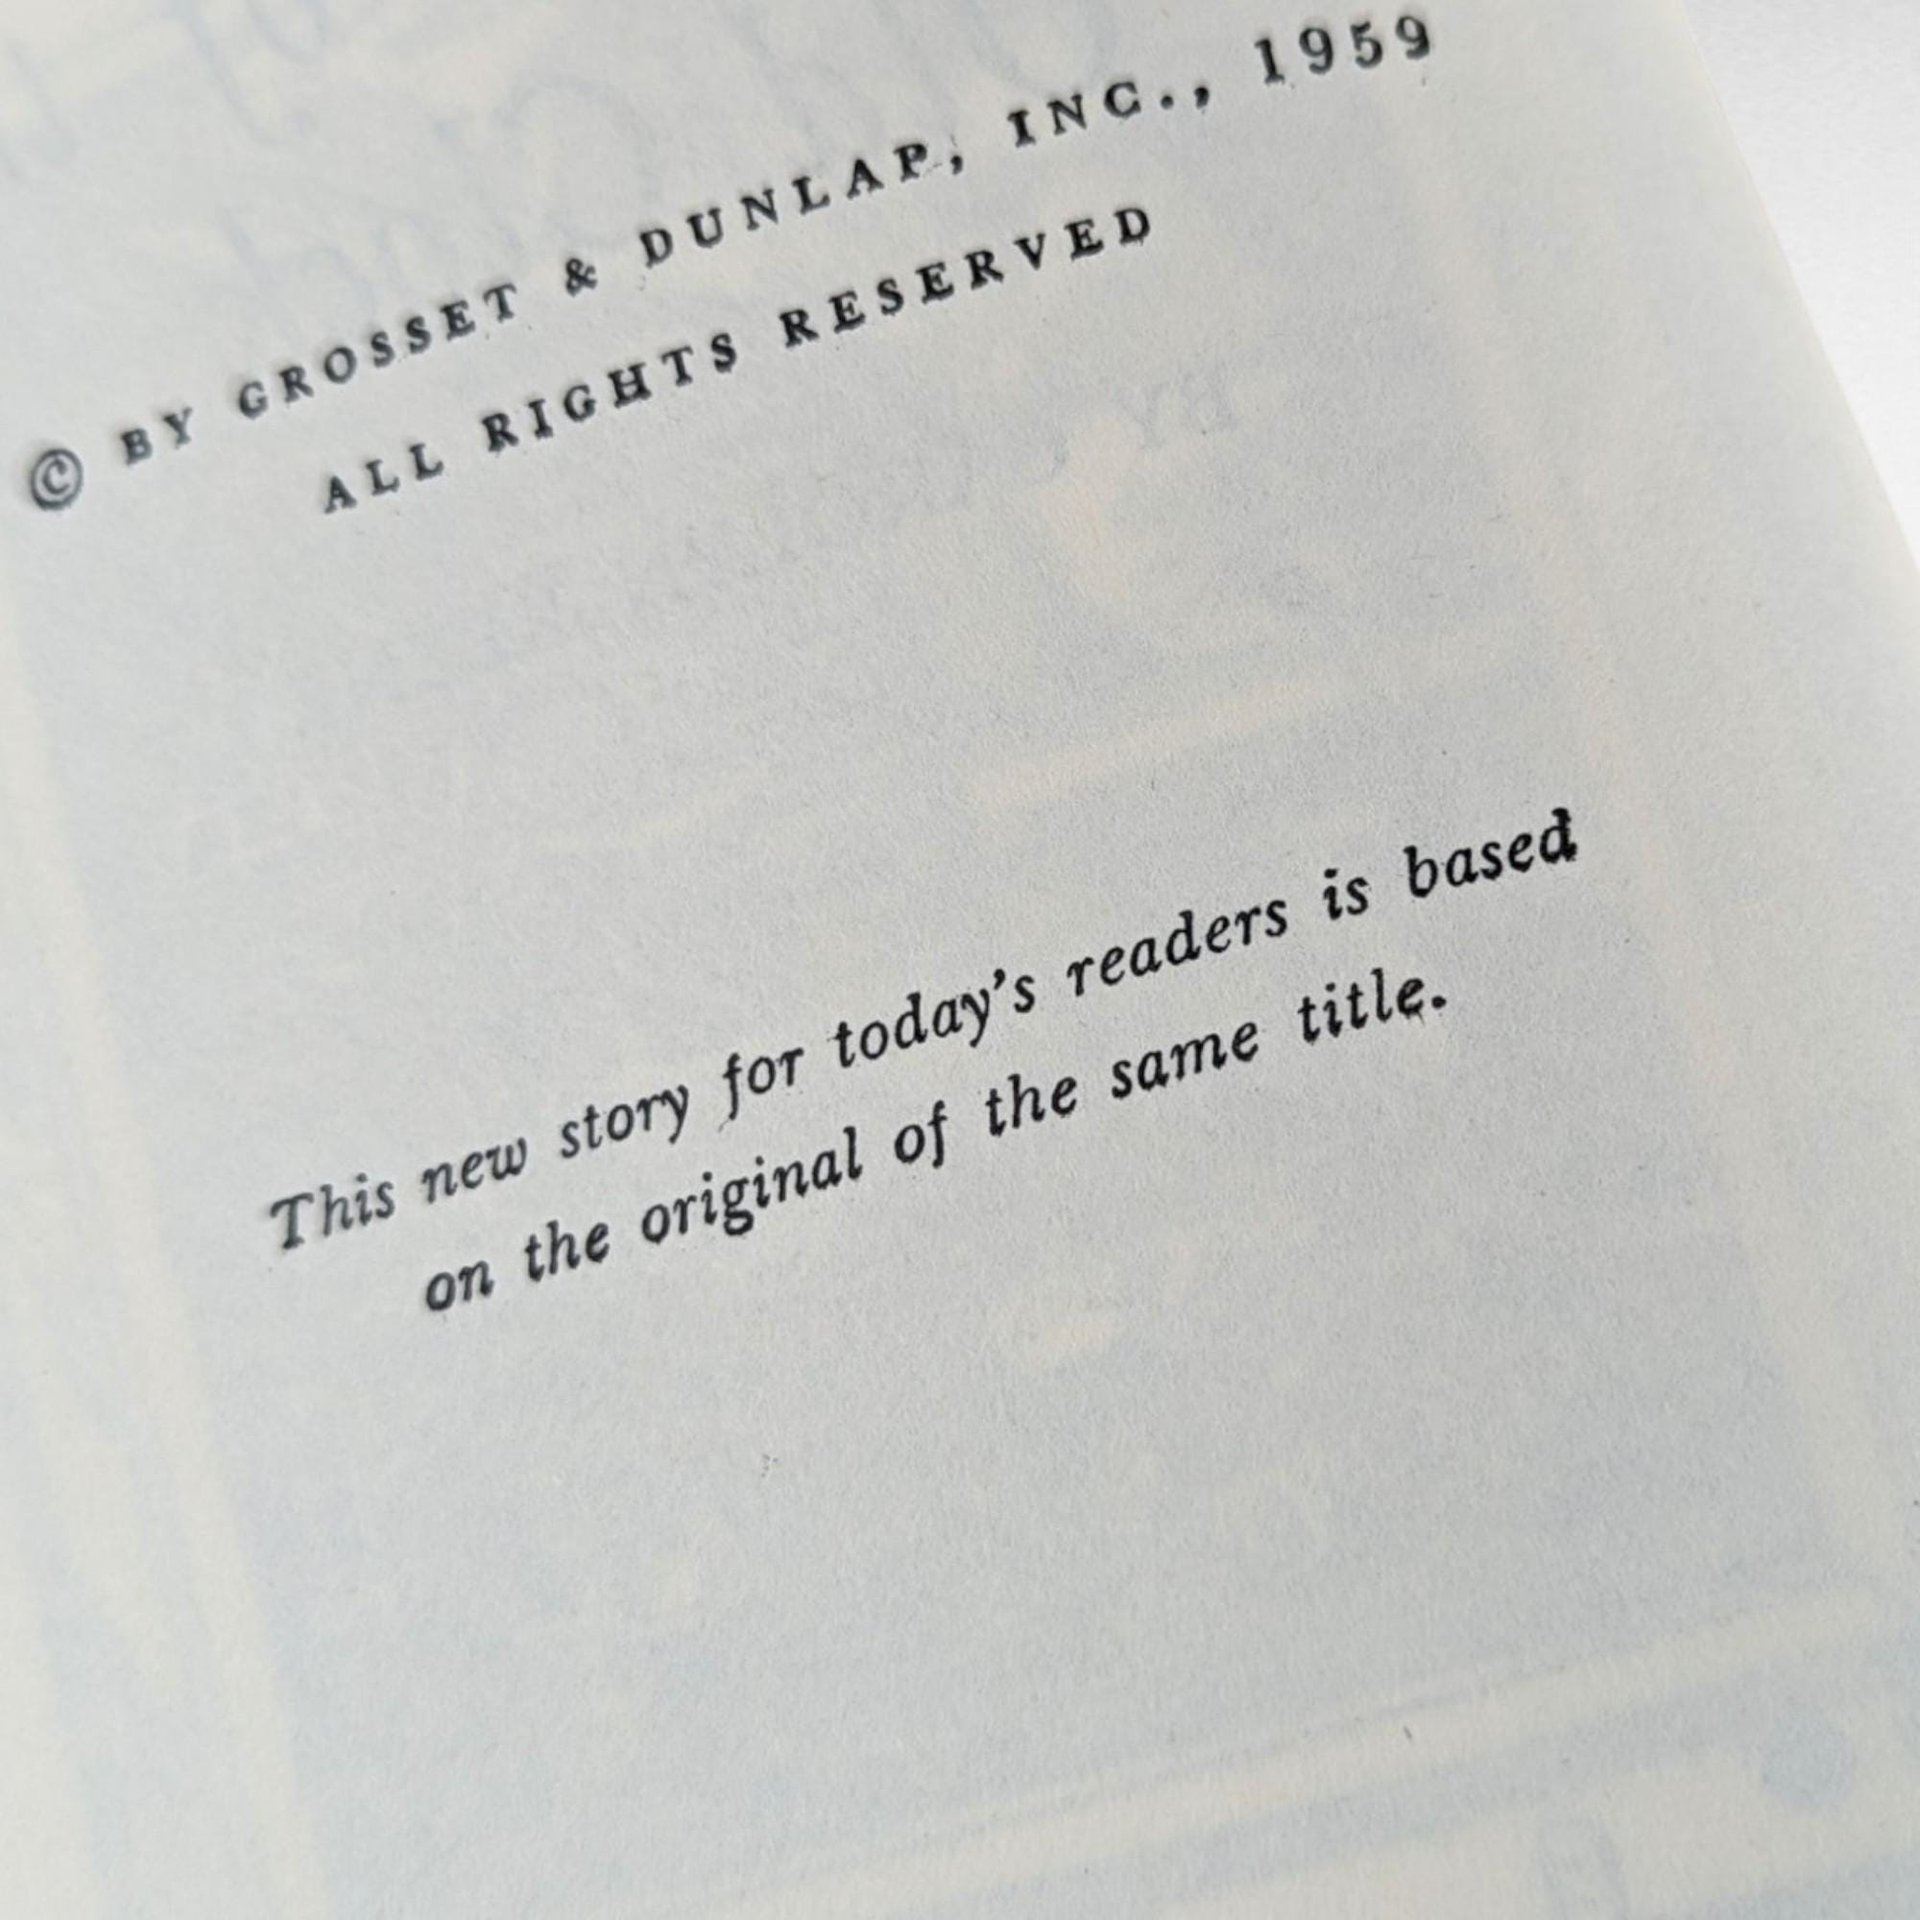 © BY GROSSET & DUNLAP, INC., 1959
ALL RIGHTS RESERVED
This new story for today's readers is based
on the original of the same title.